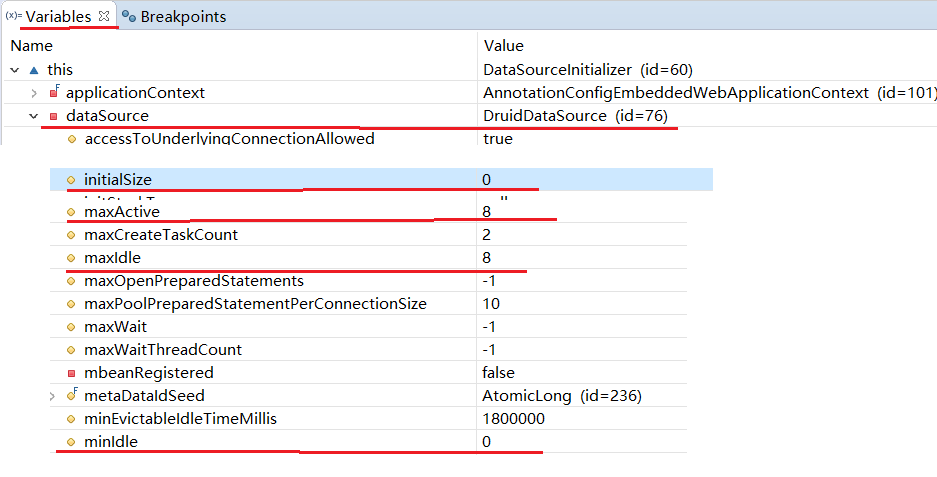 (x)= Variables Breakpoints
Name Value
this DataSourceInitializer (id=60)
F applicationContext AnnotationConfigEmbeddedWebApplicationContext (id=101)
dataSource DruidDataSource (id=76)
accessToUnderlyingConnectionAllowed true
initialSize 0
maxActive 8
maxCreateTaskCount 2
maxIdle 8
maxOpenPreparedStatements -1
maxPoolPreparedStatementPerConnectionSize 10
maxWait -1
maxWaitThreadCount -1
mbeanRegistered false
F metaDataIdSeed AtomicLong (id=236)
minEvictableIdleTimeMillis 1800000
minIdle 0